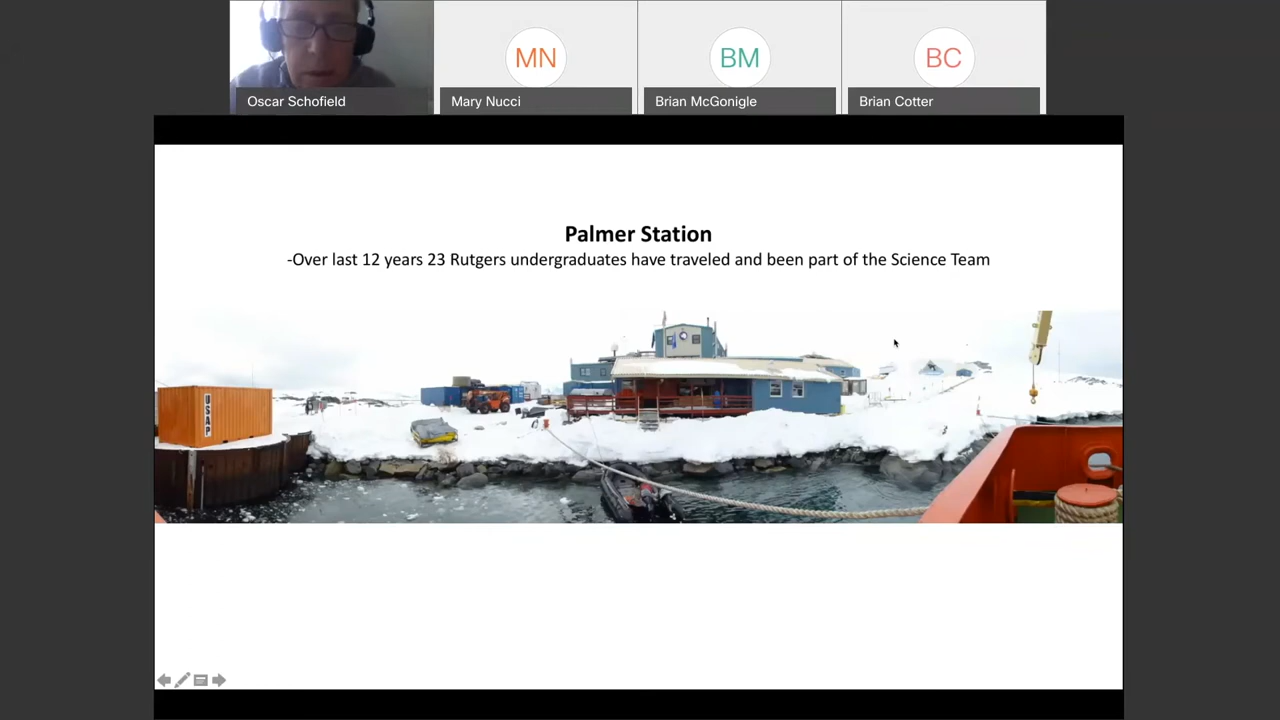 MN
BM
BC
Oscar Schofield
Mary Nucci
Brian McGonigle
Brian Cotter
Palmer Station
-Over last 12 years 23 Rutgers undergraduates have traveled and been part of the Science Team
USAP